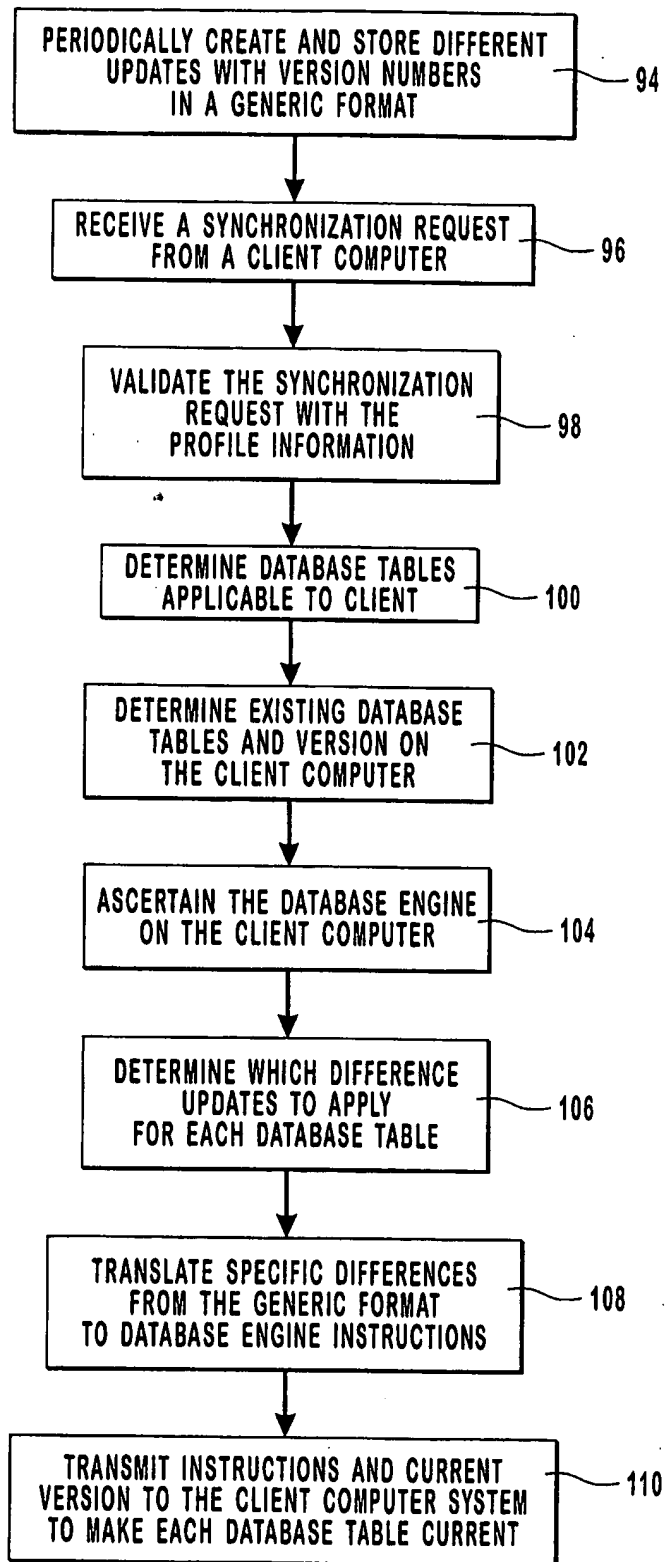 PERIODICALLY CREATE AND STORE DIFFERENT
UPDATES WITH VERSION NUMBERS
IN A GENERIC FORMAT
94
RECEIVE A SYNCHRONIZATION REQUEST
FROM A CLIENT COMPUTER
96
VALIDATE THE SYNCHRONIZATION
REQUEST WITH THE
PROFILE INFORMATION
98
DETERMINE DATABASE TABLES
APPLICABLE TO CLIENT
100
DETERMINE EXISTING DATABASE
TABLES AND VERSION ON
THE CLIENT COMPUTER
102
ASCERTAIN THE DATABASE ENGINE
ON THE CLIENT COMPUTER
104
DETERMINE WHICH DIFFERENCE
UPDATES TO APPLY
FOR EACH DATABASE TABLE
106
TRANSLATE SPECIFIC DIFFERENCES
FROM THE GENERIC FORMAT
TO DATABASE ENGINE INSTRUCTIONS
108
TRANSMIT INSTRUCTIONS AND CURRENT
VERSION TO THE CLIENT COMPUTER SYSTEM
TO MAKE EACH DATABASE TABLE CURRENT
110